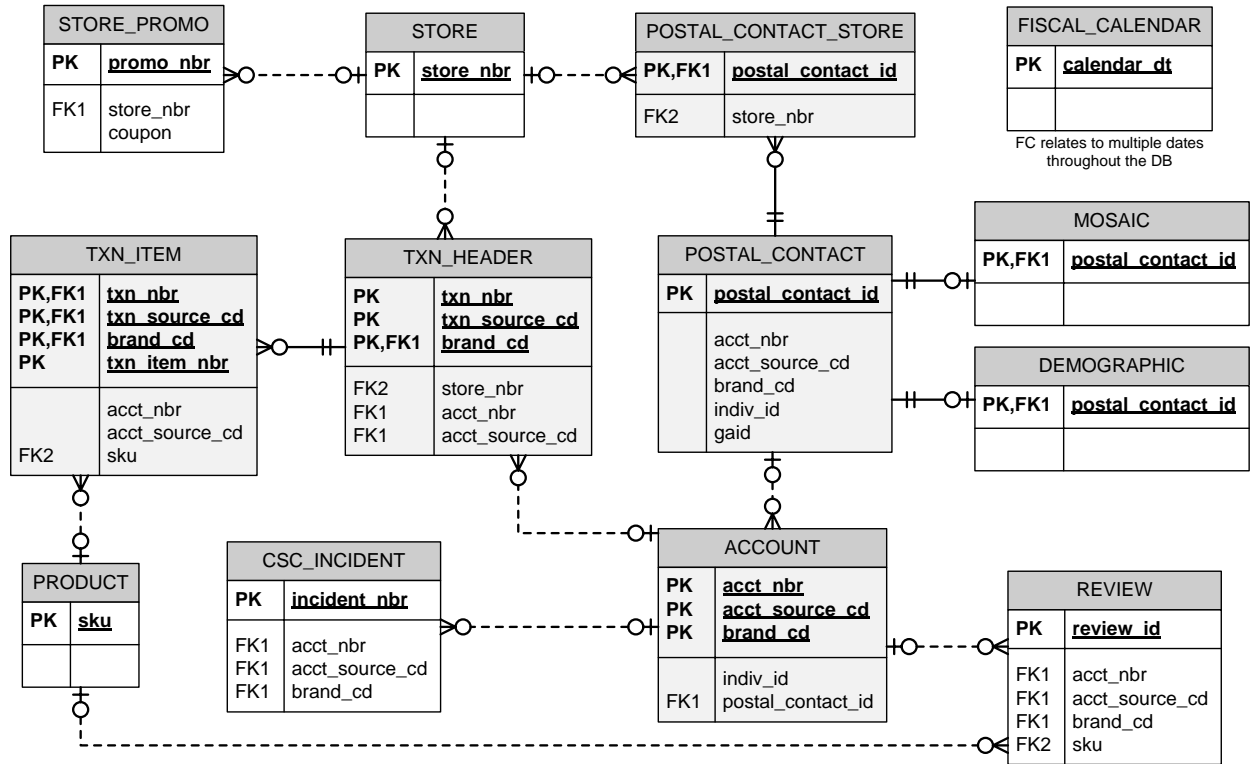 STORE_PROMO
PK promo_nbr
FK1 store_nbr
coupon
STORE
PK store_nbr
POSTAL_CONTACT_STORE
PK,FK1 postal_contact_id
FK2 store_nbr
FISCAL_CALENDAR
PK calendar_dt
FC relates to multiple dates
throughout the DB
TXN_ITEM
PK,FK1 txn_nbr
PK,FK1 txn_source_cd
PK,FK1 brand_cd
PK txn_item_nbr
acct_nbr
acct_source_cd
FK2 sku
TXN_HEADER
PK txn_nbr
PK txn_source_cd
PK,FK1 brand_cd
FK2 store_nbr
FK1 acct_nbr
FK1 acct_source_cd
POSTAL_CONTACT
PK postal_contact_id
acct_nbr
acct_source_cd
brand_cd
indiv_id
gaid
MOSAIC
PK,FK1 postal_contact_id
DEMOGRAPHIC
PK,FK1 postal_contact_id
PRODUCT
PK sku
CSC_INCIDENT
PK incident_nbr
FK1 acct_nbr
FK1 acct_source_cd
FK1 brand_cd
ACCOUNT
PK acct_nbr
PK acct_source_cd
PK brand_cd
indiv_id
FK1 postal_contact_id
REVIEW
PK review_id
FK1 acct_nbr
FK1 acct_source_cd
FK1 brand_cd
FK2 sku